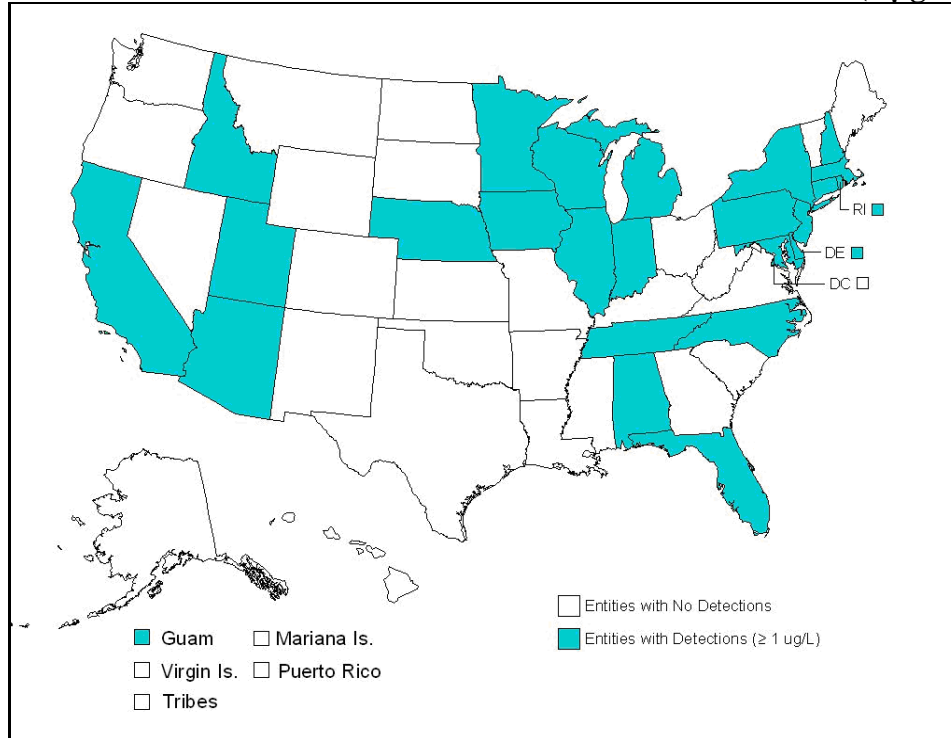 RI
DE
DC
Entities with No Detections
Entities with Detections (≥ 1 ug/L)
Guam
Mariana Is.
Virgin Is.
Puerto Rico
Tribes